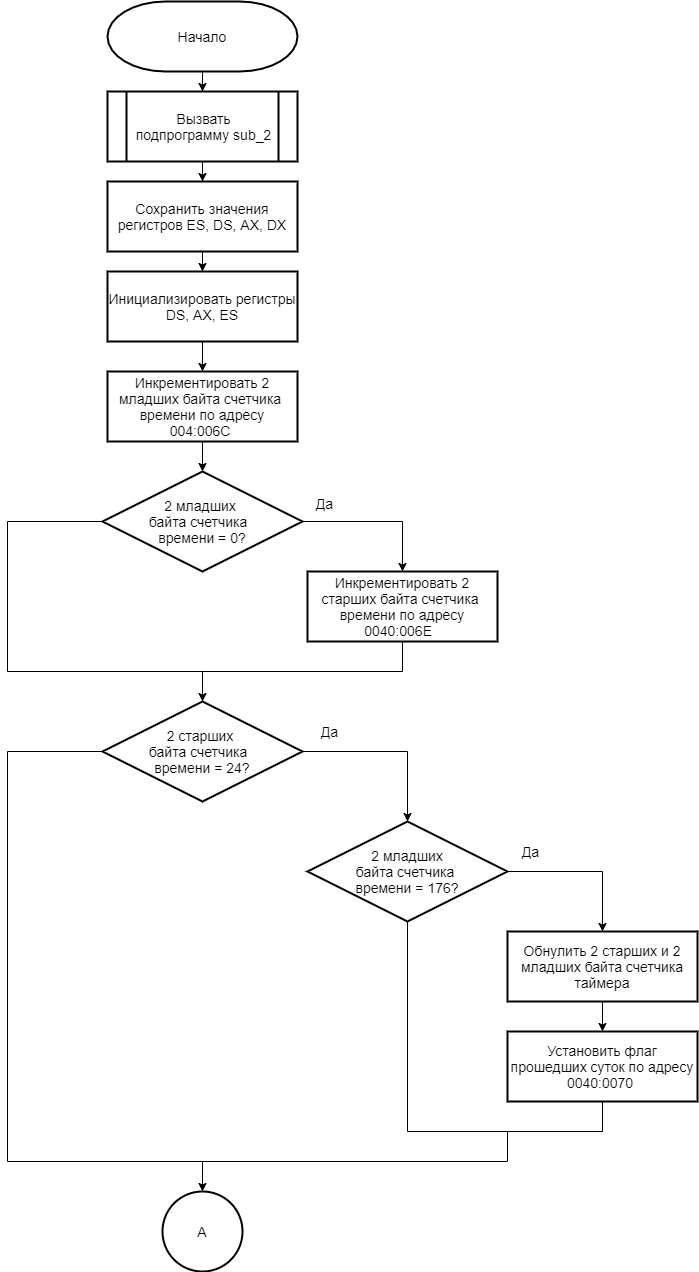 Начало
Вызвать
подпрограмму sub_2
Сохранить значения
регистров ES, DS, AX, DX
Инициализировать регистры
DS, AX, ES
Инкрементировать 2
младших байта счетчика
времени по адресу
004:006C
2 младших
байта счетчика
времени = 0?
Да
Инкрементировать 2
старших байта счетчика
времени по адресу
0040:006E
2 старших
байта счетчика
времени = 24?
Да
2 младших
байта счетчика
времени = 176?
Да
Обнулить 2 старших и 2
младших байта счетчика
таймера
Установить флаг
прошедших суток по адресу
0040:0070
А